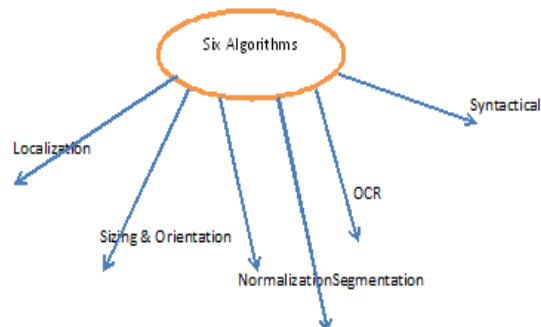 Six Algorithms
Syntactical
Localization
OCR
Sizing & Orientation
NormalizationSegmentation